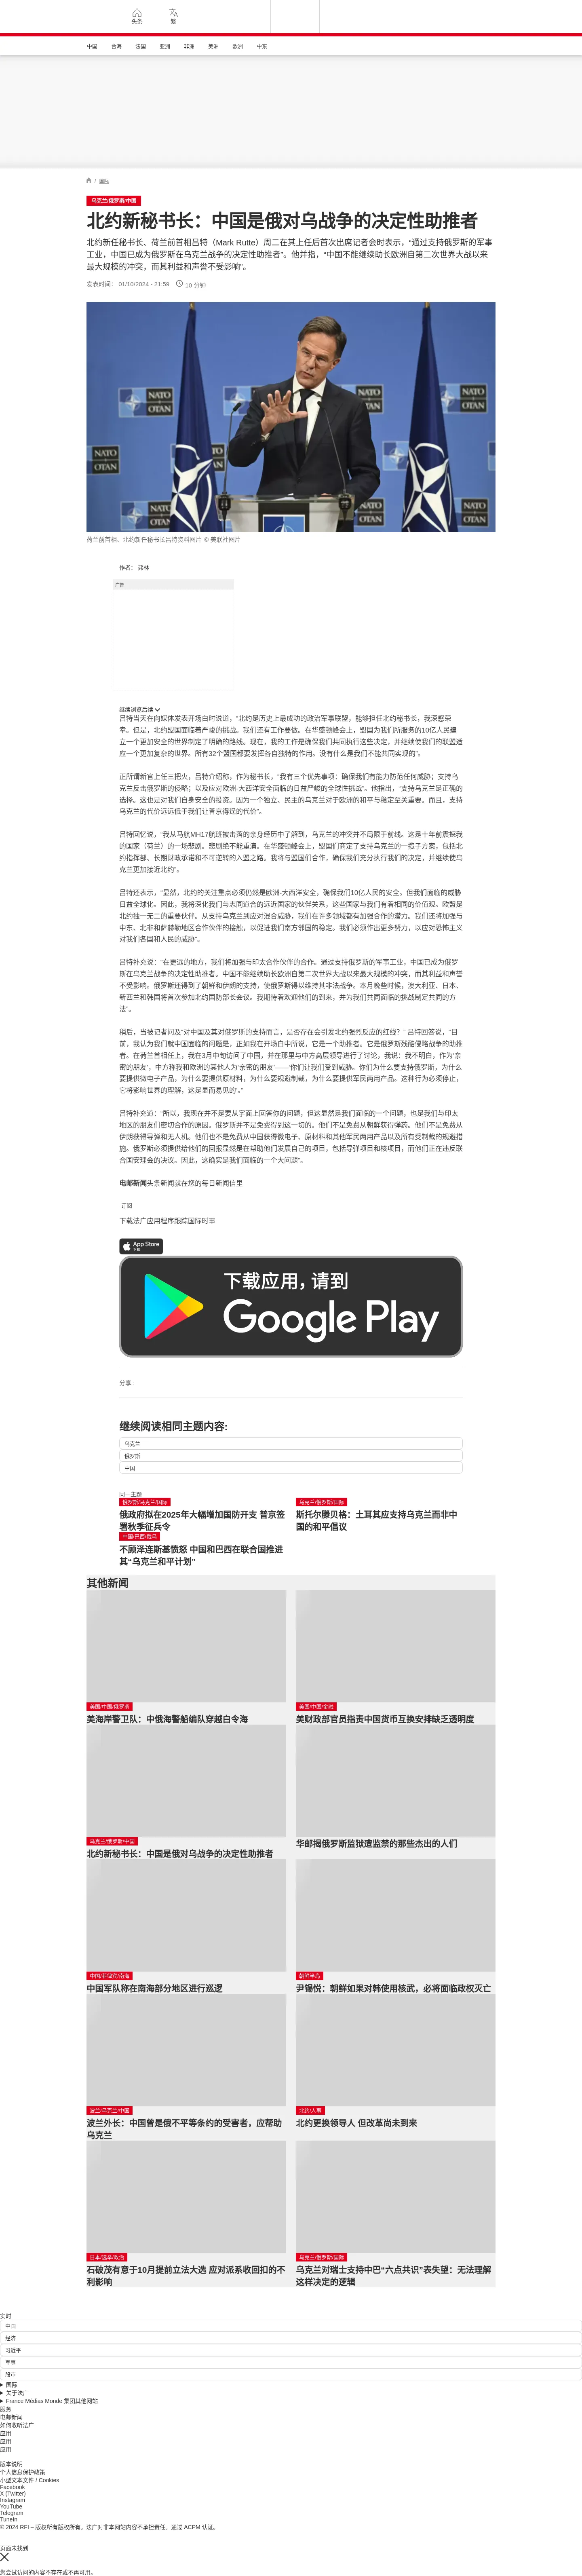 头条
繁
中国
台海
法国
亚洲
非洲
美洲
欧洲
中东
/ 国际
乌克兰/俄罗斯/中国
北约新秘书长：中国是俄对乌战争的决定性助推者
北约新任秘书长、荷兰前首相吕特（Mark Rutte）周二在其上任后首次出席记者会时表示，“通过支持俄罗斯的军事
工业，中国已成为俄罗斯在乌克兰战争的决定性助推者”。他并指，“中国不能继续助长欧洲自第二次世界大战以来
最大规模的冲突，而其利益和声誉不受影响”。
发表时间： 01/10/2024 - 21:59
10 分钟
NATO
OTAN
荷兰前首相、北约新任秘书长吕特资料图片 © 美联社图片
作者： 弗林
广告
继续浏览后续
吕特当天在向媒体发表开场白时说道，“北约是历史上最成功的政治军事联盟，能够担任北约秘书长，我深感荣
幸。但是，北约盟国面临着严峻的挑战。我们还有工作要做。在华盛顿峰会上，盟国为我们所服务的10亿人民建
立一个更加安全的世界制定了明确的路线。现在，我的工作是确保我们共同执行这些决定，并继续使我们的联盟适
应一个更加复杂的世界。所有32个盟国都要发挥各自独特的作用。没有什么是我们不能共同实现的”。
正所谓新官上任三把火，吕特介绍称，作为秘书长，“我有三个优先事项：确保我们有能力防范任何威胁；支持乌
克兰反击俄罗斯的侵略；以及应对欧洲-大西洋安全面临的日益严峻的全球性挑战”。他指出，“支持乌克兰是正确的
选择。这也是对我们自身安全的投资。因为一个独立、民主的乌克兰对于欧洲的和平与稳定至关重要。而且，支持
乌克兰的代价远远低于我们让普京得逞的代价”。
吕特回忆说，“我从马航MH17航班被击落的亲身经历中了解到，乌克兰的冲突并不局限于前线。这是十年前震撼我
的国家（荷兰）的一场悲剧。悲剧绝不能重演。在华盛顿峰会上，盟国们商定了支持乌克兰的一揽子方案，包括北
约指挥部、长期财政承诺和不可逆转的入盟之路。我将与盟国们合作，确保我们充分执行我们的决定，并继续使乌
克兰更加接近北约”。
吕特还表示，“显然，北约的关注重点必须仍然是欧洲-大西洋安全，确保我们10亿人民的安全。但我们面临的威胁
日益全球化。因此，我将深化我们与志同道合的远近国家的伙伴关系，这些国家与我们有着相同的价值观。欧盟是
北约独一无二的重要伙伴。从支持乌克兰到应对混合威胁，我们在许多领域都有加强合作的潜力。我们还将加强与
中东、北非和萨赫勒地区合作伙伴的接触，以促进我们南方邻国的稳定。我们必须作出更多努力，以应对恐怖主义
对我们各国和人民的威胁”。
吕特补充说：“在更远的地方，我们将加强与印太合作伙伴的合作。通过支持俄罗斯的军事工业，中国已成为俄罗
斯在乌克兰战争的决定性助推者。中国不能继续助长欧洲自第二次世界大战以来最大规模的冲突，而其利益和声誉
不受影响。俄罗斯还得到了朝鲜和伊朗的支持，使俄罗斯得以维持其非法战争。本月晚些时候，澳大利亚、日本、
新西兰和韩国将首次参加北约国防部长会议。我期待着欢迎他们的到来，并为我们共同面临的挑战制定共同的方
法”。
稍后，当被记者问及“对中国及其对俄罗斯的支持而言，是否存在会引发北约强烈反应的红线？” 吕特回答说，“目
前，我认为我们就中国面临的问题是，正如我在开场白中所说，它是一个助推者。它是俄罗斯残酷侵略战争的助推
者。在荷兰首相任上，我在3月中旬访问了中国，并在那里与中方高层领导进行了讨论，我说：我不明白，作为‘亲
密的朋友’，中方称我和欧洲的其他人为‘亲密的朋友’——‘你们让我们受到威胁。你们为什么要支持俄罗斯，为什么
要提供微电子产品，为什么要提供原材料，为什么要规避制裁，为什么要提供军民两用产品。这种行为必须停止，
它将影响世界的理解，这是显而易见的’。”
吕特补充道：“所以，我现在并不是要从字面上回答你的问题，但这显然是我们面临的一个问题，也是我们与印太
地区的朋友们密切合作的原因。俄罗斯并不是免费得到这一切的。他们不是免费从朝鲜获得弹药。他们不是免费从
伊朗获得导弹和无人机。他们也不是免费从中国获得微电子、原材料和其他军民两用产品以及所有受制裁的规避措
施。俄罗斯必须提供给他们的回报显然是在帮助他们发展自己的项目，包括导弹项目和核项目，而他们正在违反联
合国安理会的决议。因此，这确实是我们面临的一个大问题”。
电邮新闻头条新闻就在您的每日新闻信里
订阅
下载法广应用程序跟踪国际时事
App Store
下载
下载应用，请到
Google Play
分享 :
继续阅读相同主题内容:
乌克兰
俄罗斯
中国
同一主题
俄罗斯/乌克兰/国际
俄政府拟在2025年大幅增加国防开支 普京签
署秋季征兵令
乌克兰/俄罗斯/国际
斯托尔滕贝格：土耳其应支持乌克兰而非中
国的和平倡议
中国/巴西/俄乌
不顾泽连斯基愤怒 中国和巴西在联合国推进
其“乌克兰和平计划”
其他新闻
美国/中国/俄罗斯
美海岸警卫队：中俄海警船编队穿越白令海
美国/中国/金融
美财政部官员指责中国货币互换安排缺乏透明度
乌克兰/俄罗斯/中国
北约新秘书长：中国是俄对乌战争的决定性助推者
华邮揭俄罗斯监狱遭监禁的那些杰出的人们
中国/菲律宾/南海
中国军队称在南海部分地区进行巡逻
朝鲜半岛
尹锡悦：朝鲜如果对韩使用核武，必将面临政权灭亡
波兰/乌克兰/中国
波兰外长：中国曾是俄不平等条约的受害者，应帮助
乌克兰
北约/人事
北约更换领导人 但改革尚未到来
日本/选举/政治
石破茂有意于10月提前立法大选 应对派系收回扣的不
利影响
乌克兰/俄罗斯/国际
乌克兰对瑞士支持中巴“六点共识”表失望：无法理解
这样决定的逻辑
实时
中国
经济
习近平
军事
股市
国际
关于法广
France Médias Monde 集团其他网站
服务
电邮新闻
如何收听法广
应用
应用
应用
版本说明
个人信息保护政策
小型文本文件 / Cookies
Facebook
X (Twitter)
Instagram
YouTube
Telegram
TuneIn
© 2024 RFI – 版权所有版权所有。法广对非本网站内容不承担责任。通过 ACPM 认证。
页面未找到
您尝试访问的内容不存在或不再可用。